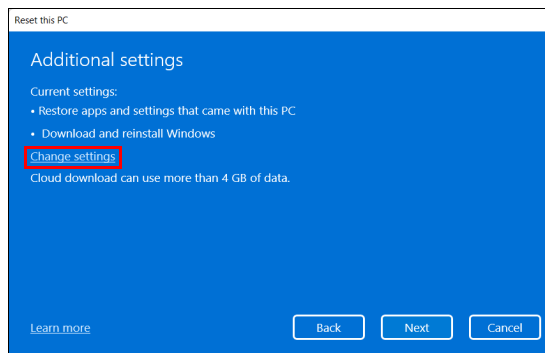 Reset this PC
Additional settings
Current settings:
• Restore apps and settings that came with this PC
• Download and reinstall Windows
Change settings
Cloud download can use more than 4 GB of data.
Learn more
Back
Next
Cancel